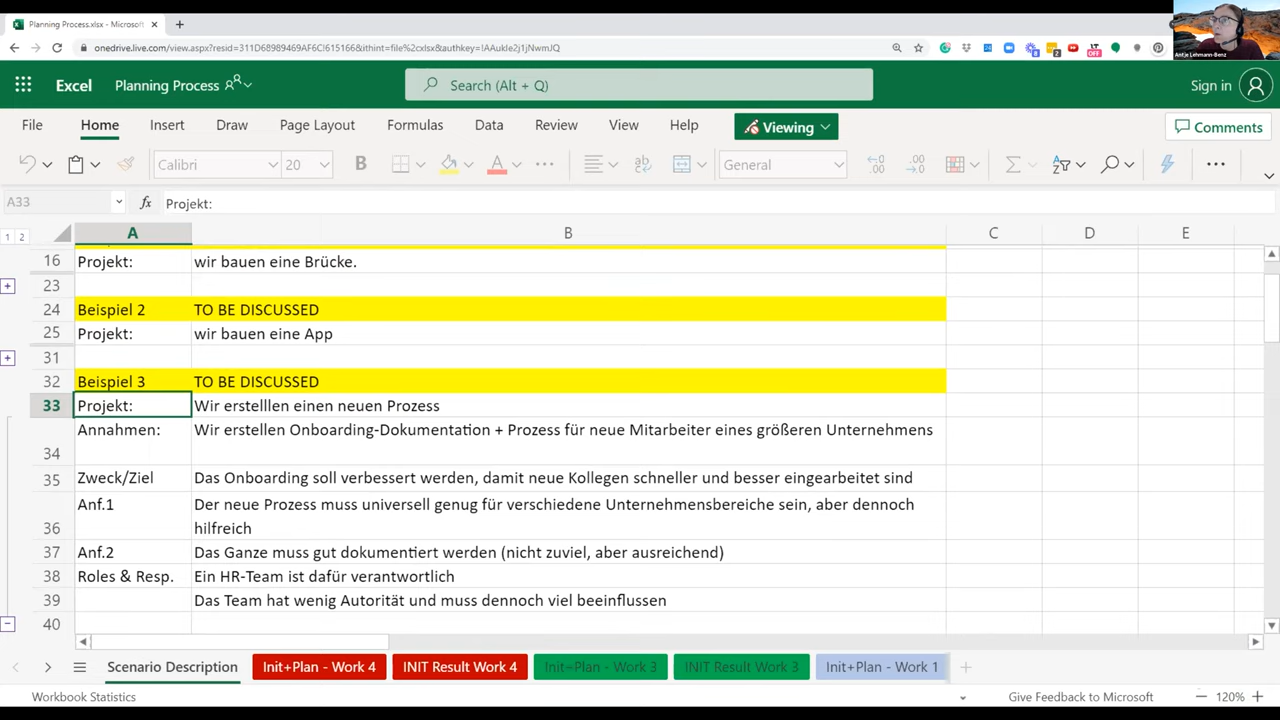 Planning Process.xlsx - Microsof
onedrive.live.com/view.aspx?resid=311D68989469AF6C!615166&ithint=file%2cxlsx&authkey=!AAukIe2j1jNwmJQ
Antje Lehmann-Benz
Excel Planning Process Search (Alt + Q) Sign in
File Home Insert Draw Page Layout Formulas Data Review View Help Viewing Comments
Calibri 20 B A General
A33 fx Projekt:
1 2 A B C D E
16 Projekt: wir bauen eine Brücke.
23
24 Beispiel 2 TO BE DISCUSSED
25 Projekt: wir bauen eine App
31
32 Beispiel 3 TO BE DISCUSSED
33 Projekt: Wir erstelllen einen neuen Prozess
34 Annahmen: Wir erstellen Onboarding-Dokumentation + Prozess für neue Mitarbeiter eines größeren Unternehmens
35 Zweck/Ziel Das Onboarding soll verbessert werden, damit neue Kollegen schneller und besser eingearbeitet sind
36 Anf.1 Der neue Prozess muss universell genug für verschiedene Unternehmensbereiche sein, aber dennoch
hilfreich
37 Anf.2 Das Ganze muss gut dokumentiert werden (nicht zuviel, aber ausreichend)
38 Roles & Resp. Ein HR-Team ist dafür verantwortlich
39 Das Team hat wenig Autorität und muss dennoch viel beeinflussen
40
Scenario Description Init+Plan - Work 4 INIT Result Work 4 Init+Plan - Work 3 INIT Result Work 3 Init+Plan - Work 1
Workbook Statistics Give Feedback to Microsoft 120%